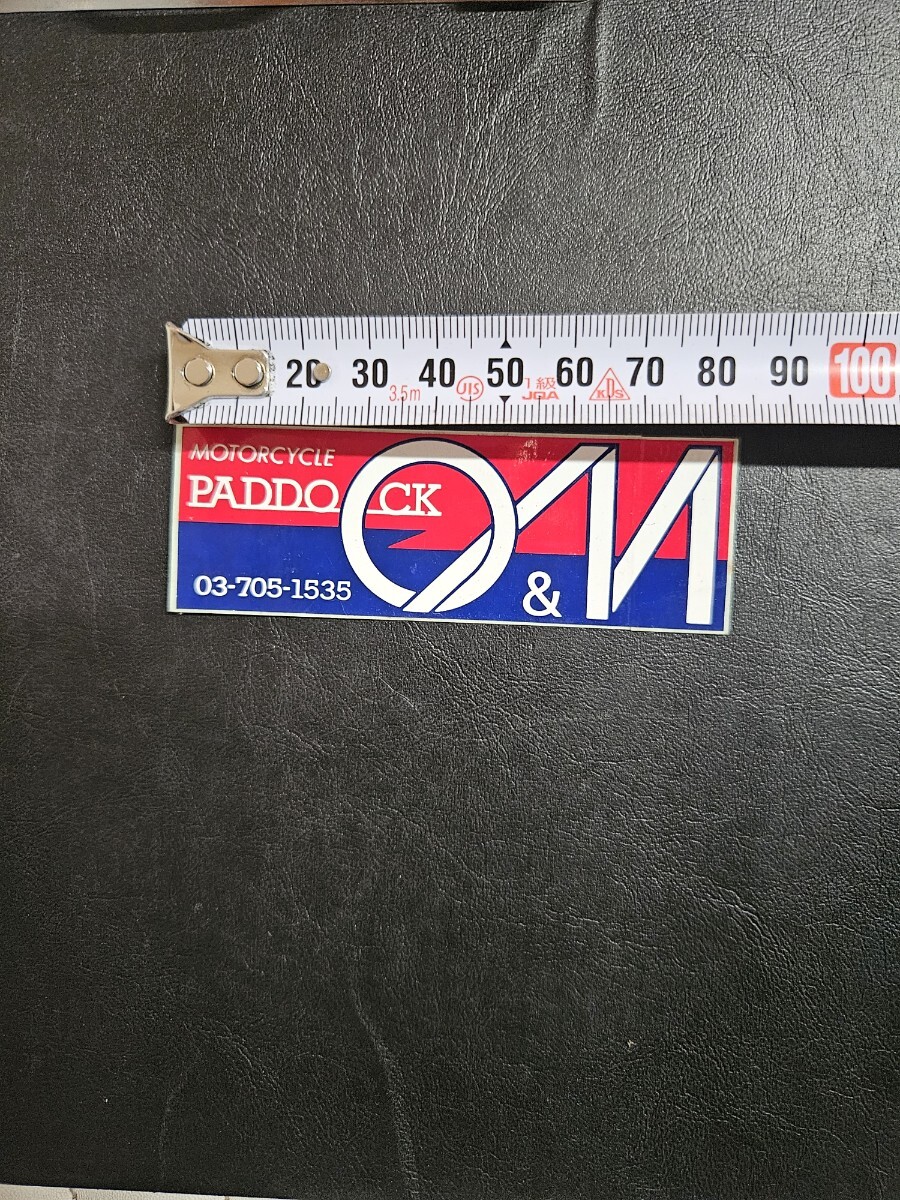 20 30 40 50 60 70 80 90 100
3.5m JIS 1級 JQA KDS
MOTORCYCLE
PADDOCK
O&M
03-705-1535